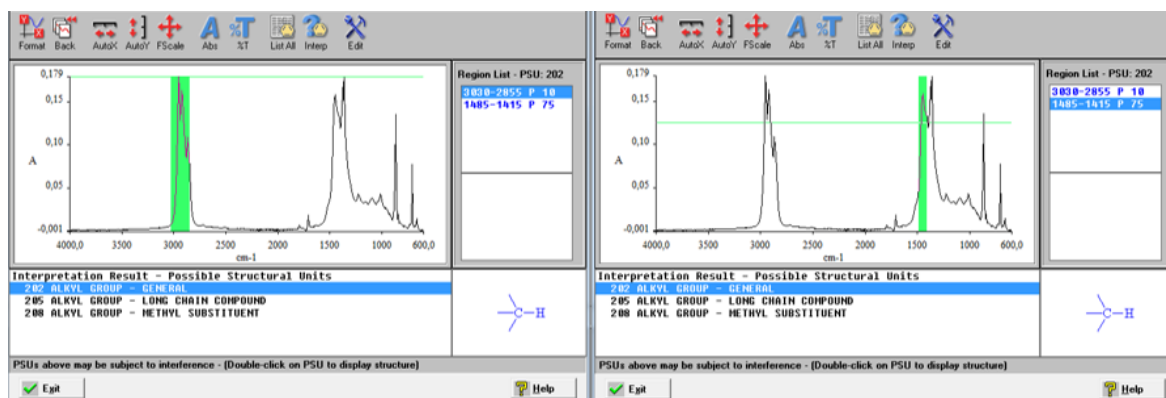 Format Back AutoX AutoY FScale Abs %T List All Interp Edit
0,179
0,15
0,10
A
0,05
-0,001
4000,0 3500 3000 2500 2000 1500 1000 600,0
cm-1
Region List - PSU: 202
3030-2855 P 10
1485-1415 P 75
Interpretation Result - Possible Structural Units
202 ALKYL GROUP - GENERAL
205 ALKYL GROUP - LONG CHAIN COMPOUND
208 ALKYL GROUP - METHYL SUBSTITUENT
C-H
PSUs above may be subject to interference - (Double-click on PSU to display structure)
Exit Help
Format Back AutoX AutoY FScale Abs %T List All Interp Edit
0,179
0,15
0,10
A
0,05
-0,001
4000,0 3500 3000 2500 2000 1500 1000 600,0
cm-1
Region List - PSU: 202
3030-2855 P 10
1485-1415 P 75
Interpretation Result - Possible Structural Units
202 ALKYL GROUP - GENERAL
205 ALKYL GROUP - LONG CHAIN COMPOUND
208 ALKYL GROUP - METHYL SUBSTITUENT
C-H
PSUs above may be subject to interference - (Double-click on PSU to display structure)
Exit Help